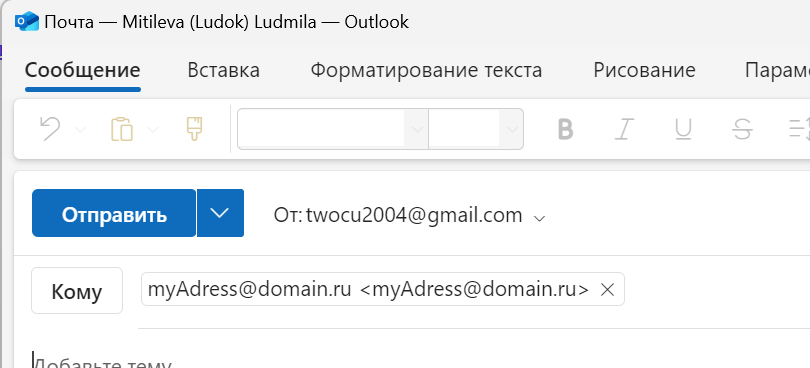 Почта — Mitileva (Ludok) Ludmila — Outlook
Сообщение Вставка Форматирование текста Рисование Парам
B I U S
Отправить От: twocu2004@gmail.com
Кому myAdress@domain.ru <myAdress@domain.ru>
Добавьте тему